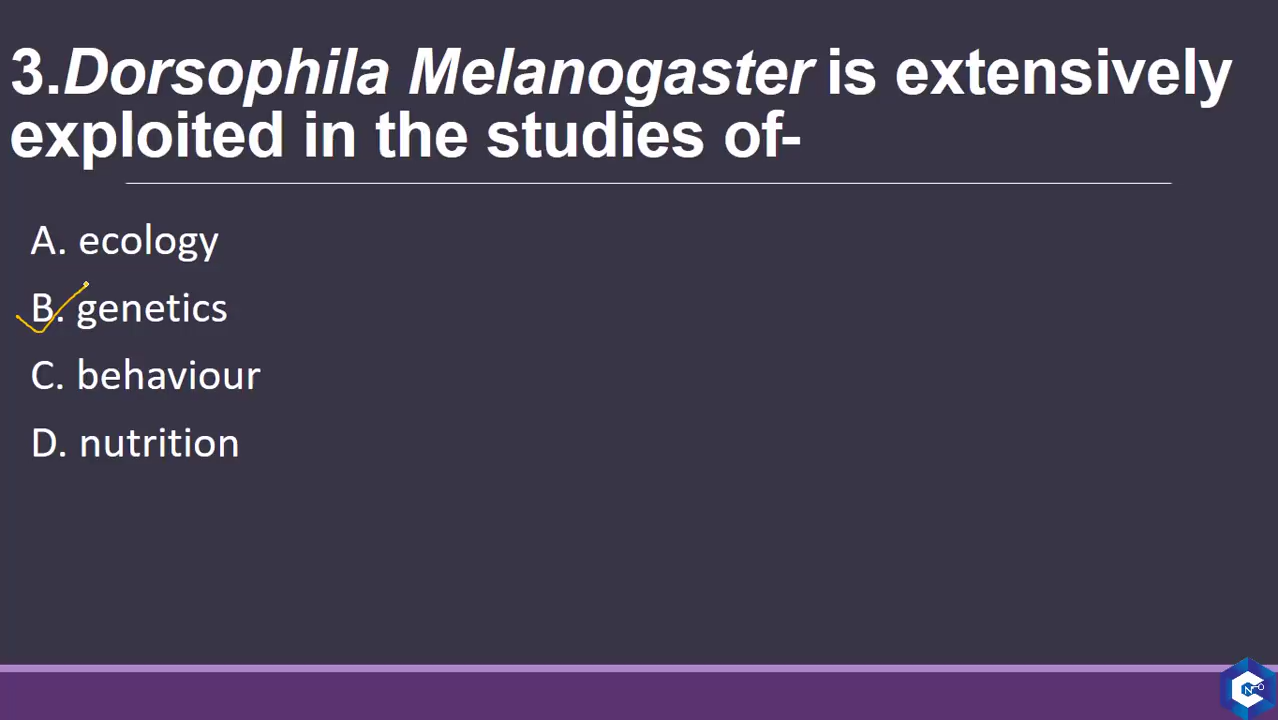 3.Dorsophila Melanogaster is extensively
exploited in the studies of-
A. ecology
B. genetics
C. behaviour
D. nutrition